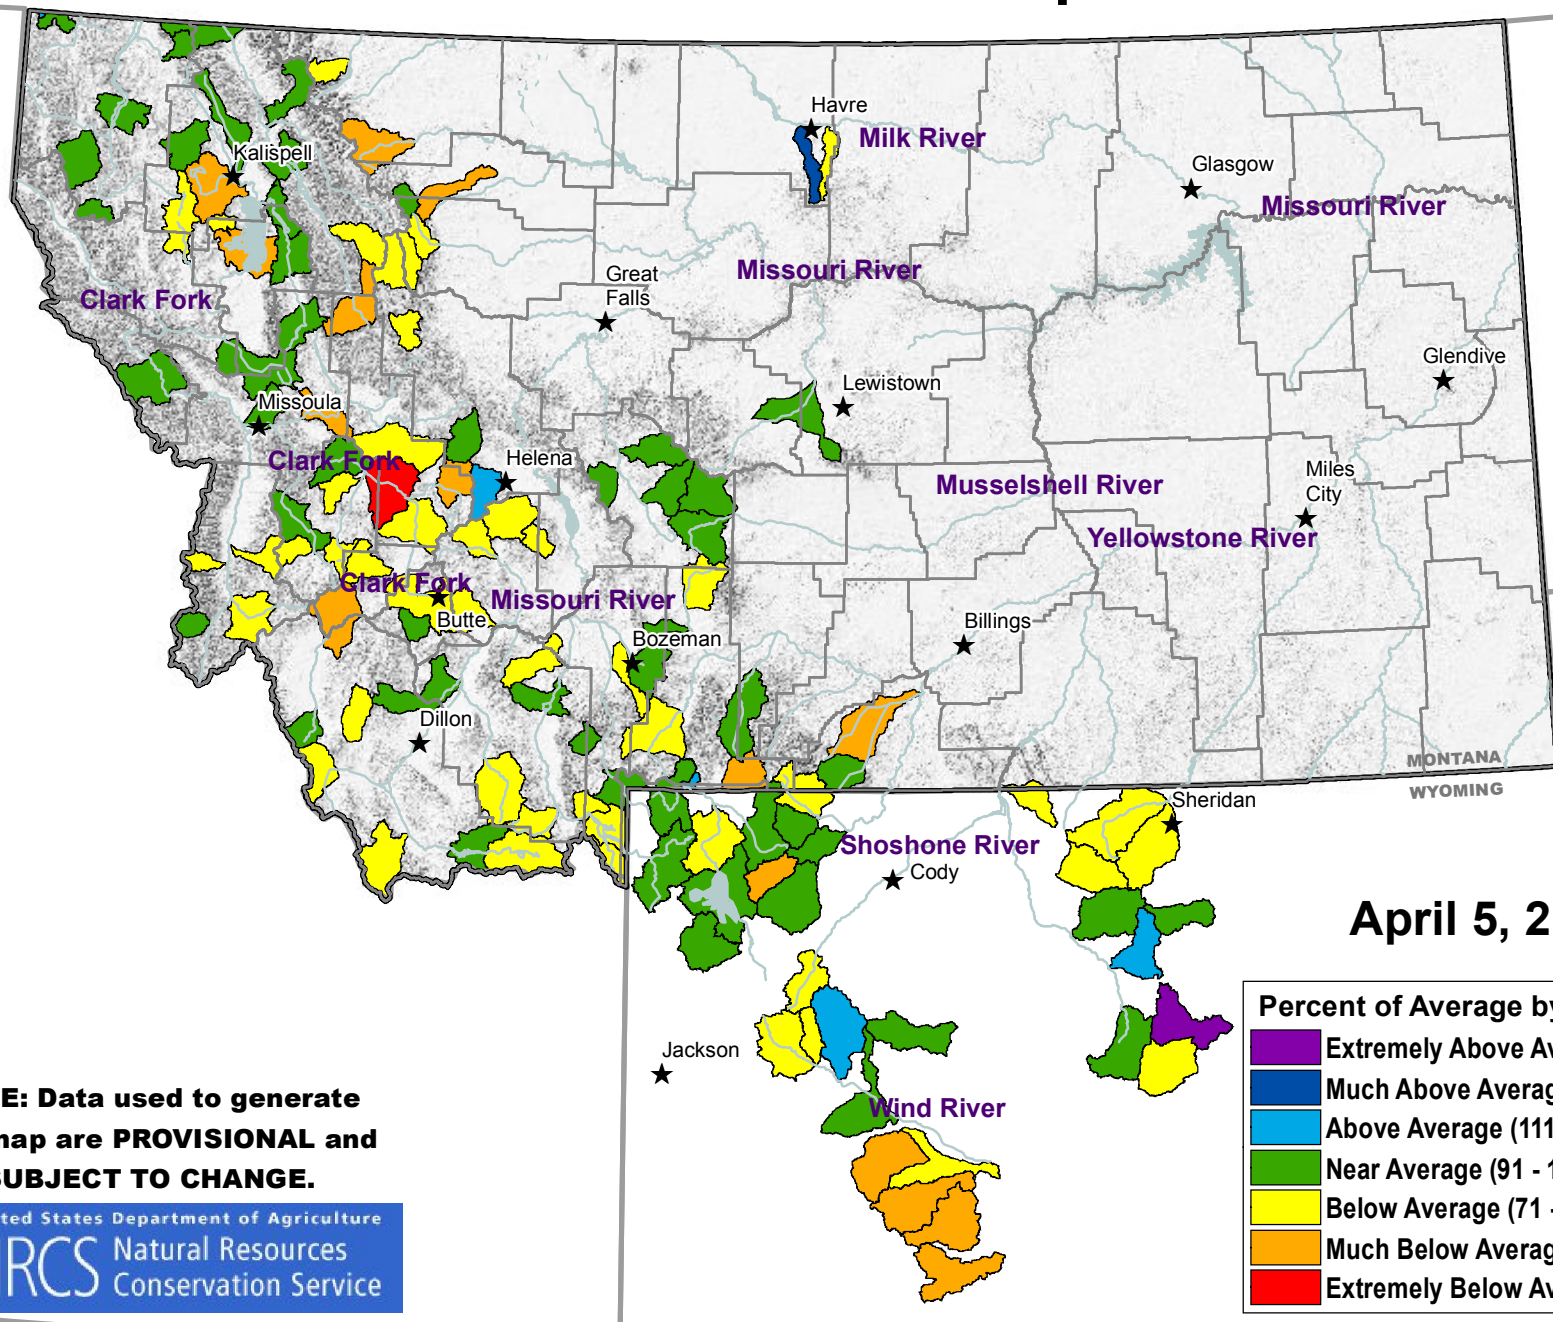 Havre
Milk River
Kalispell
Glasgow
Missouri River
Missouri River
Great
Falls
Clark Fork
Glendive
Lewistown
Missoula
Clark Fork
Helena
Miles
City
Musselshell River
Yellowstone River
Clark Fork
Missouri River
Butte
Billings
Bozeman
Dillon
MONTANA
WYOMING
Sheridan
Shoshone River
Cody
April 5, 2
Percent of Average by
Extremely Above Av
Much Above Averag
Above Average (111
Near Average (91 - 1
Below Average (71 -
Much Below Averag
Extremely Below Av
Jackson
Wind River
E: Data used to generate
map are PROVISIONAL and
SUBJECT TO CHANGE.
ted States Department of Agriculture
RCS
Natural Resources
Conservation Service